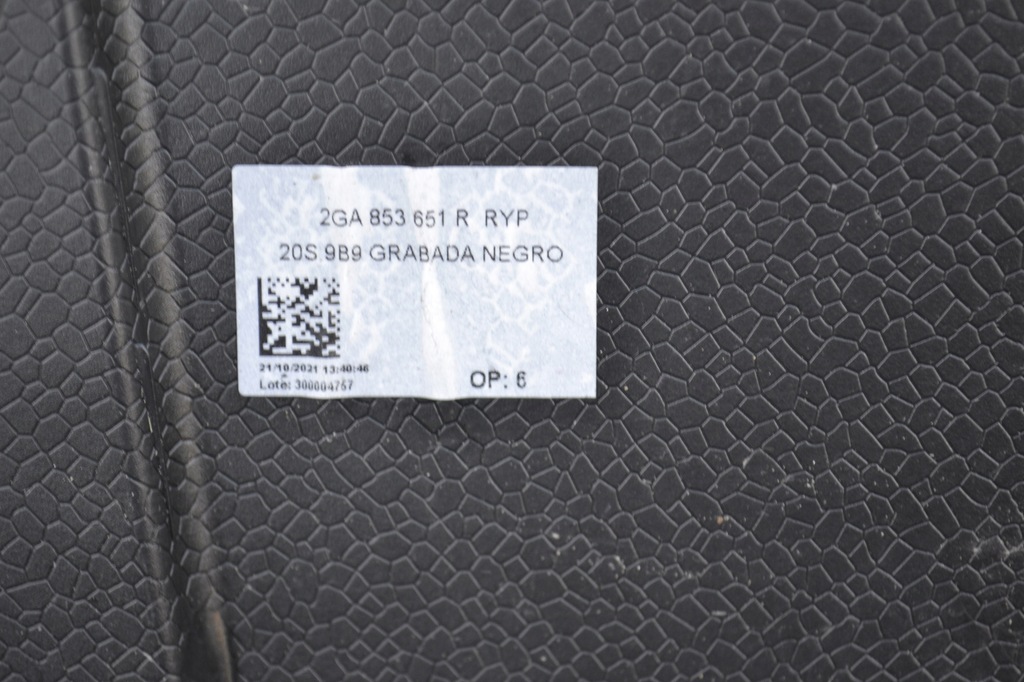 2GA 853 651 R RYP
20S 9B9 GRABADA NEGRO
21/10/2021 13:40:46
Lote: 300004757
OP: 6